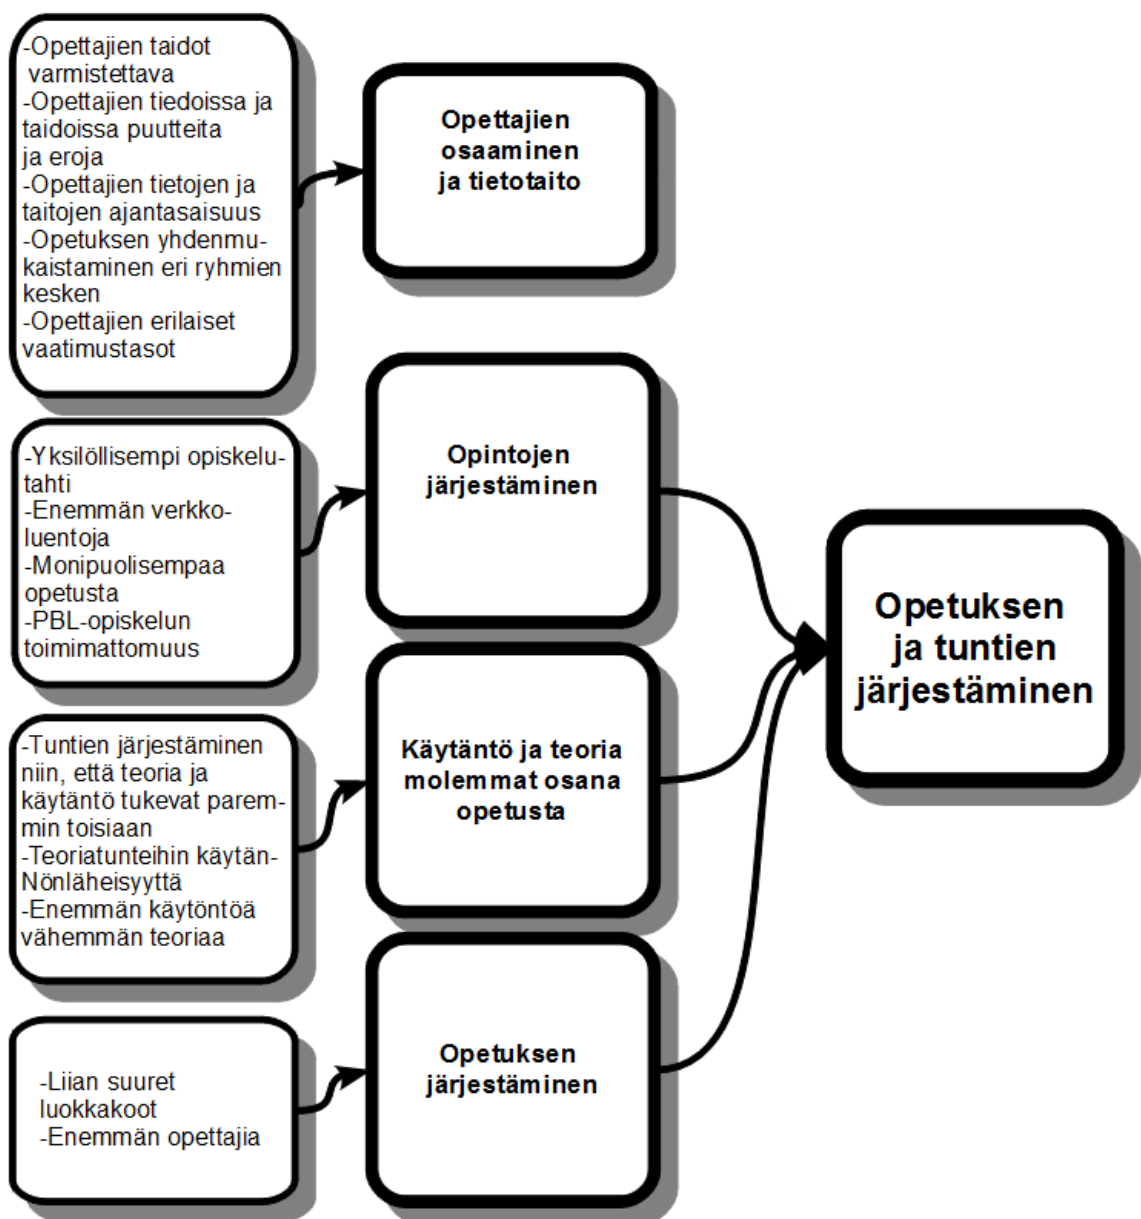 -Opettajien taidot
varmistettava
-Opettajien tiedoissa ja
taidoissa puutteita
ja eroja
-Opettajien tietojen ja
taitojen ajantasaisuus
-Opetuksen yhdenmu-
kaistaminen eri ryhmien
kesken
-Opettajien erilaiset
vaatimustasot
Opettajien
osaaminen
ja tietotaito
-Yksilöllisempi opiskelu-
tahti
-Enemmän verkko-
luentoja
-Monipuolisempaa
opetusta
-PBL-opiskelun
toimimattomuus
Opintojen
järjestäminen
-Tuntien järjestäminen
niin, että teoria ja
käytäntö tukevat parem-
min toisiaan
-Teoriatunteihin käytän-
Nönläheisyyttä
-Enemmän käytöntöä
vähemmän teoriaa
Käytäntö ja teoria
molemmat osana
opetusta
-Liian suuret
luokkakoot
-Enemmän opettajia
Opetuksen
järjestäminen
Opetuksen
ja tuntien
järjestäminen